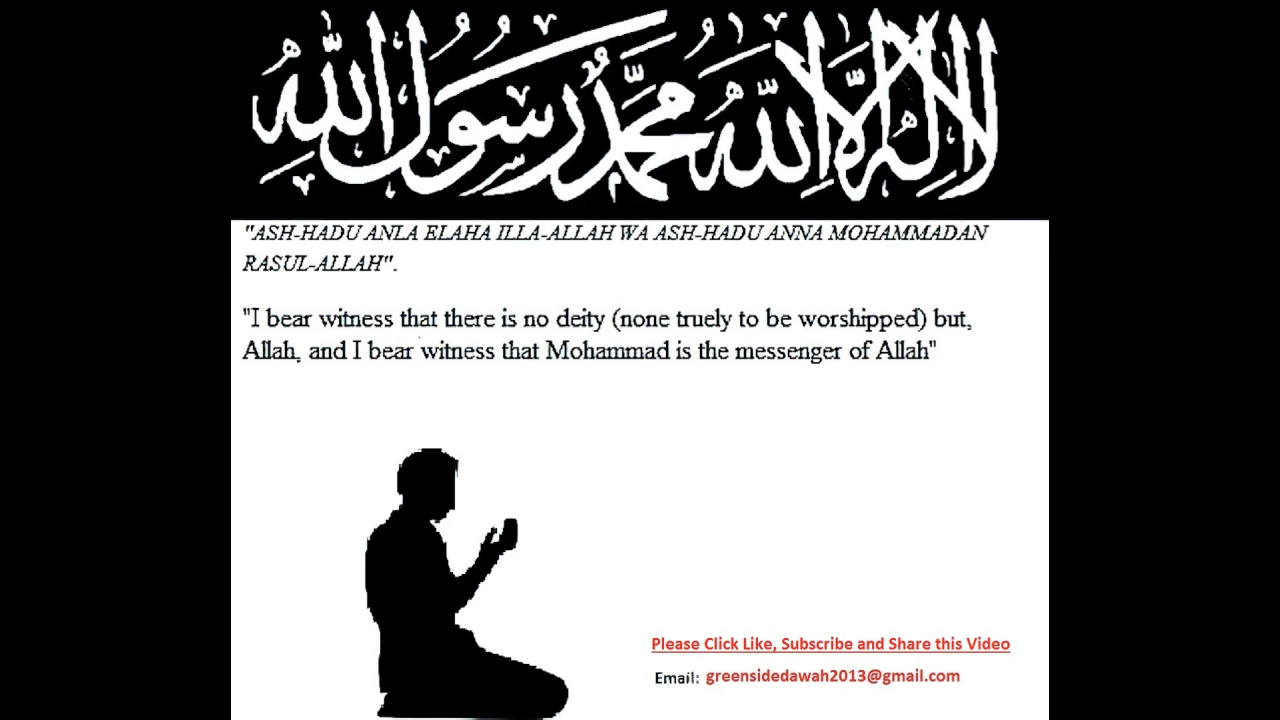 لا إله إلا الله محمد رسول الله
"ASH-HADU ANLA ELAHA ILLA-ALLAH WA ASH-HADU ANNA MOHAMMADAN
RASUL-ALLAH".
"I bear witness that there is no deity (none truely to be worshipped) but,
Allah, and I bear witness that Mohammad is the messenger of Allah"
Please Click Like, Subscribe and Share this Video
Email: greensidedawah2013@gmail.com